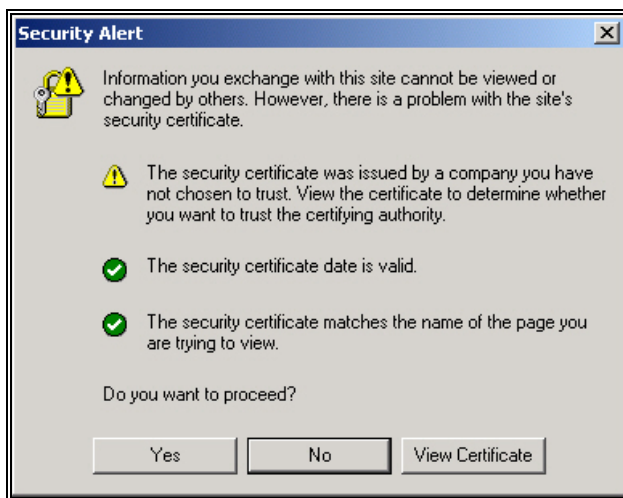 Security Alert
Information you exchange with this site cannot be viewed or
changed by others. However, there is a problem with the site's
security certificate.
The security certificate was issued by a company you have
not chosen to trust. View the certificate to determine whether
you want to trust the certifying authority.
The security certificate date is valid.
The security certificate matches the name of the page you
are trying to view.
Do you want to proceed?
Yes
No
View Certificate